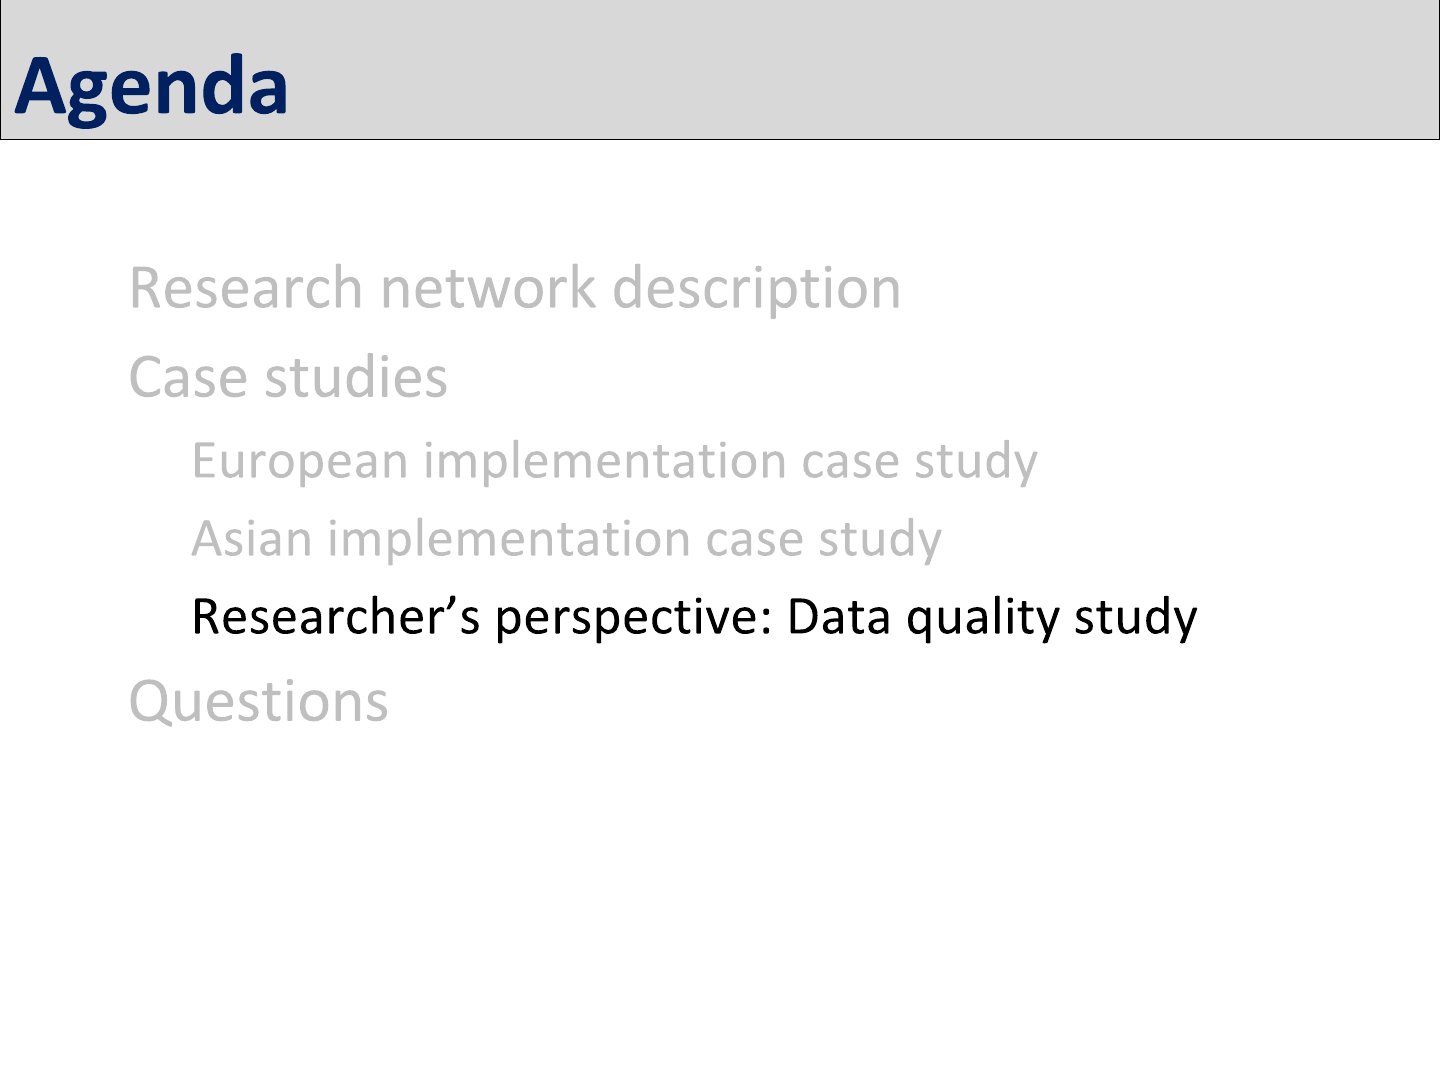 Agenda
Research network description
Case studies
European implementation case study
Asian implementation case study
Researcher’s perspective: Data quality study
Questions